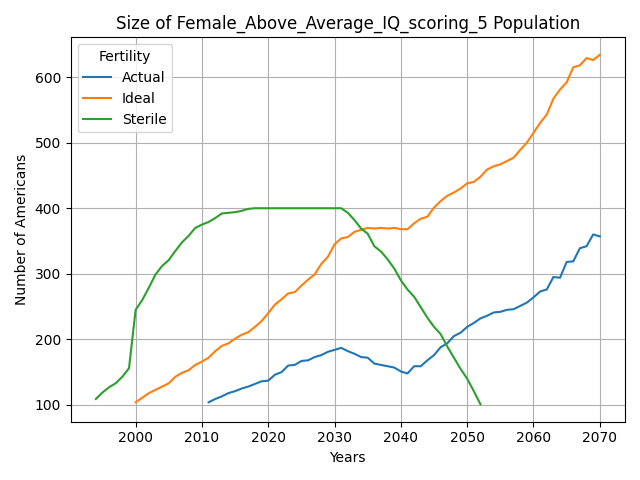 Size of Female_Above_Average_IQ_scoring_5 Population
Fertility
Actual
Ideal
Sterile
Number of Americans
600
500
400
300
200
100
2000 2010 2020 2030 2040 2050 2060 2070
Years